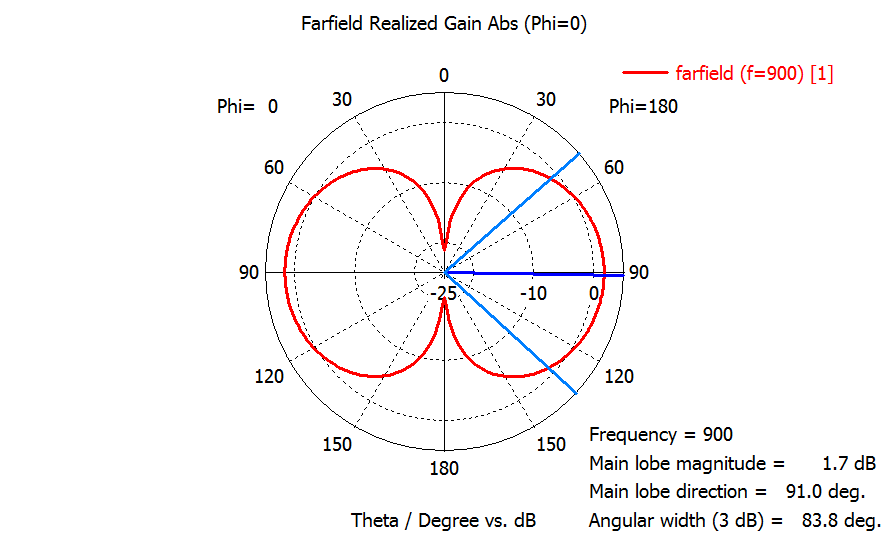 Farfield Realized Gain Abs (Phi=0)
farfield (f=900) [1]
0
Phi= 0
30
30
Phi=180
60
60
90
-25
-10
0
90
120
120
150
150
180
Frequency = 900
Main lobe magnitude = 1.7 dB
Main lobe direction = 91.0 deg.
Theta / Degree vs. dB
Angular width (3 dB) = 83.8 deg.